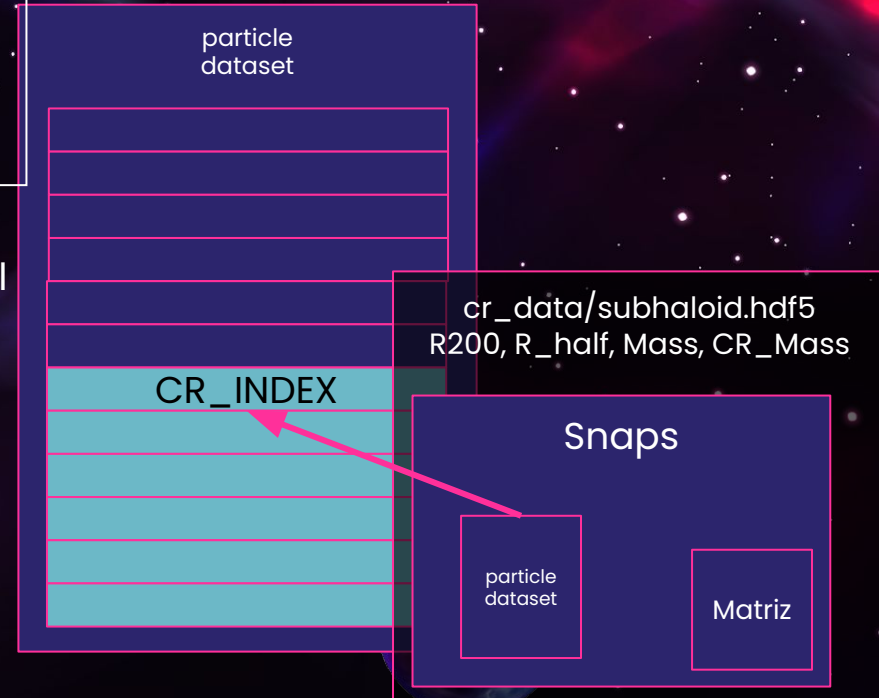 particle
dataset
l
cr_data/subhaloid.hdf5
R200, R_half, Mass, CR_Mass
CR_INDEX
Snaps
particle
dataset
Matriz